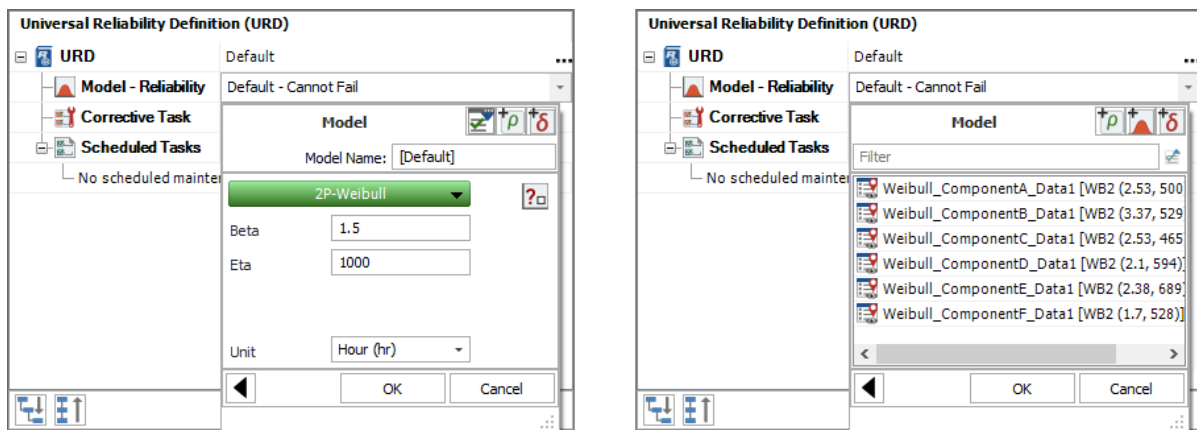 Universal Reliability Definition (URD)
URD Default ...
Model - Reliability Default - Cannot Fail
Corrective Task
Model
+ρ +δ
Scheduled Tasks
Model Name: [Default]
No scheduled mainter
2P-Weibull
?
Beta 1.5
Eta 1000
Unit Hour (hr)
OK Cancel
Universal Reliability Definition (URD)
URD Default ...
Model - Reliability Default - Cannot Fail
Corrective Task
Model
+ρ + +δ
Scheduled Tasks
Filter
No scheduled mainter
Weibull_ComponentA_Data1 [WB2 (2.53, 500
Weibull_ComponentB_Data1 [WB2 (3.37, 529
Weibull_ComponentC_Data1 [WB2 (2.53, 465
Weibull_ComponentD_Data1 [WB2 (2.1, 594)]
Weibull_ComponentE_Data1 [WB2 (2.38, 689]
Weibull_ComponentF_Data1 [WB2 (1.7, 528)]
OK Cancel